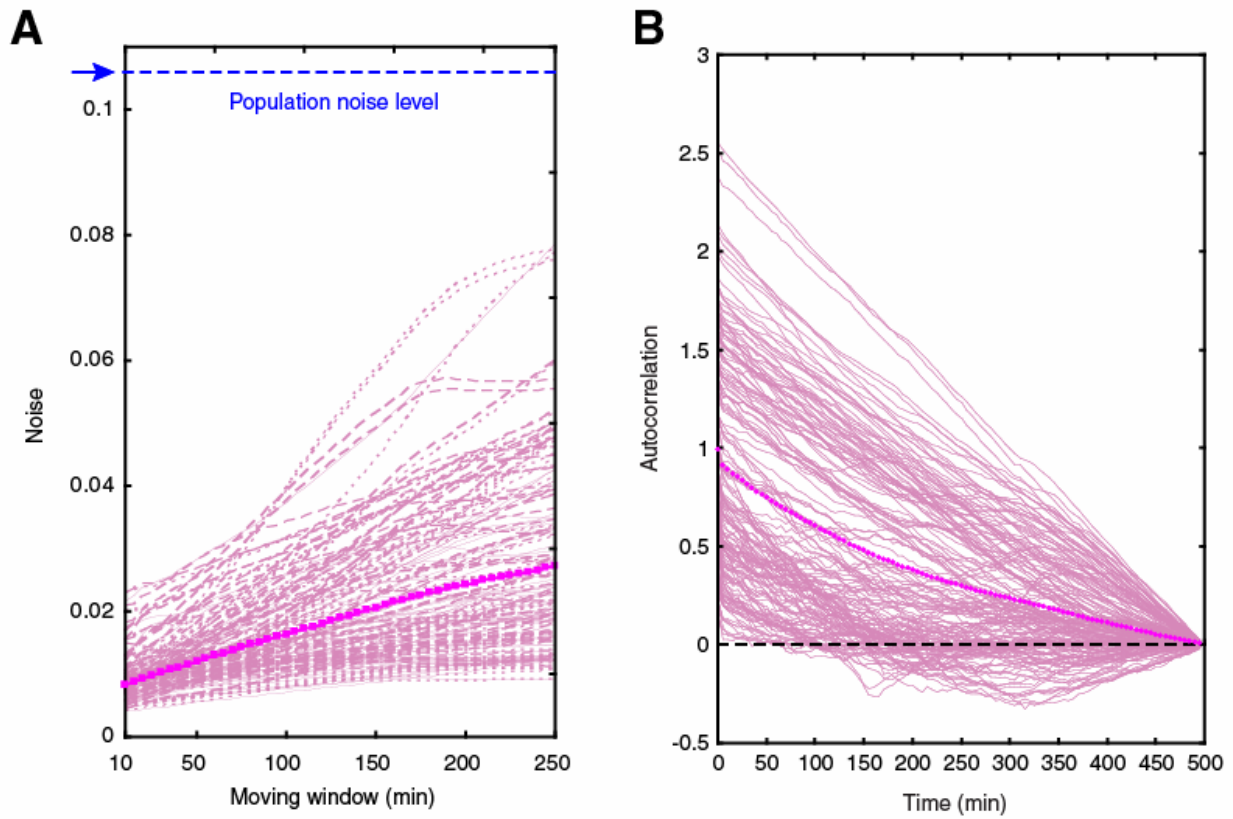 A
Population noise level
0.1
0.08
0.06
0.04
0.02
0
Noise
10 50 100 150 200 250
Moving window (min)
B
3
2.5
2
1.5
1
0.5
0
-0.5
Autocorrelation
0 50 100 150 200 250 300 350 400 450 500
Time (min)